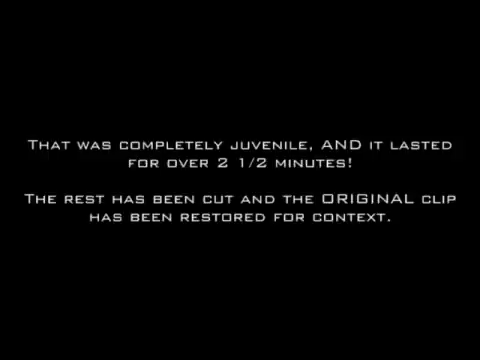 That was completely juvenile, AND it lasted
for over 2 1/2 minutes!
The rest has been cut and the ORIGINAL clip
has been restored for context.